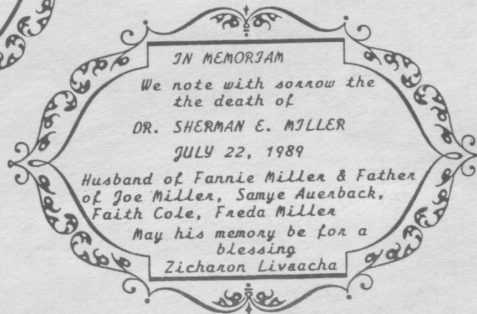 IN MEMORIAM
We note with sorrow the
the death of
DR. SHERMAN E. MILLER
JULY 22, 1989
Husband of Fannie Miller & Father
of Joe Miller, Samye Auerback,
Faith Cole, Freda Miller
May his memory be for a
blessing
Zicharon Livracha